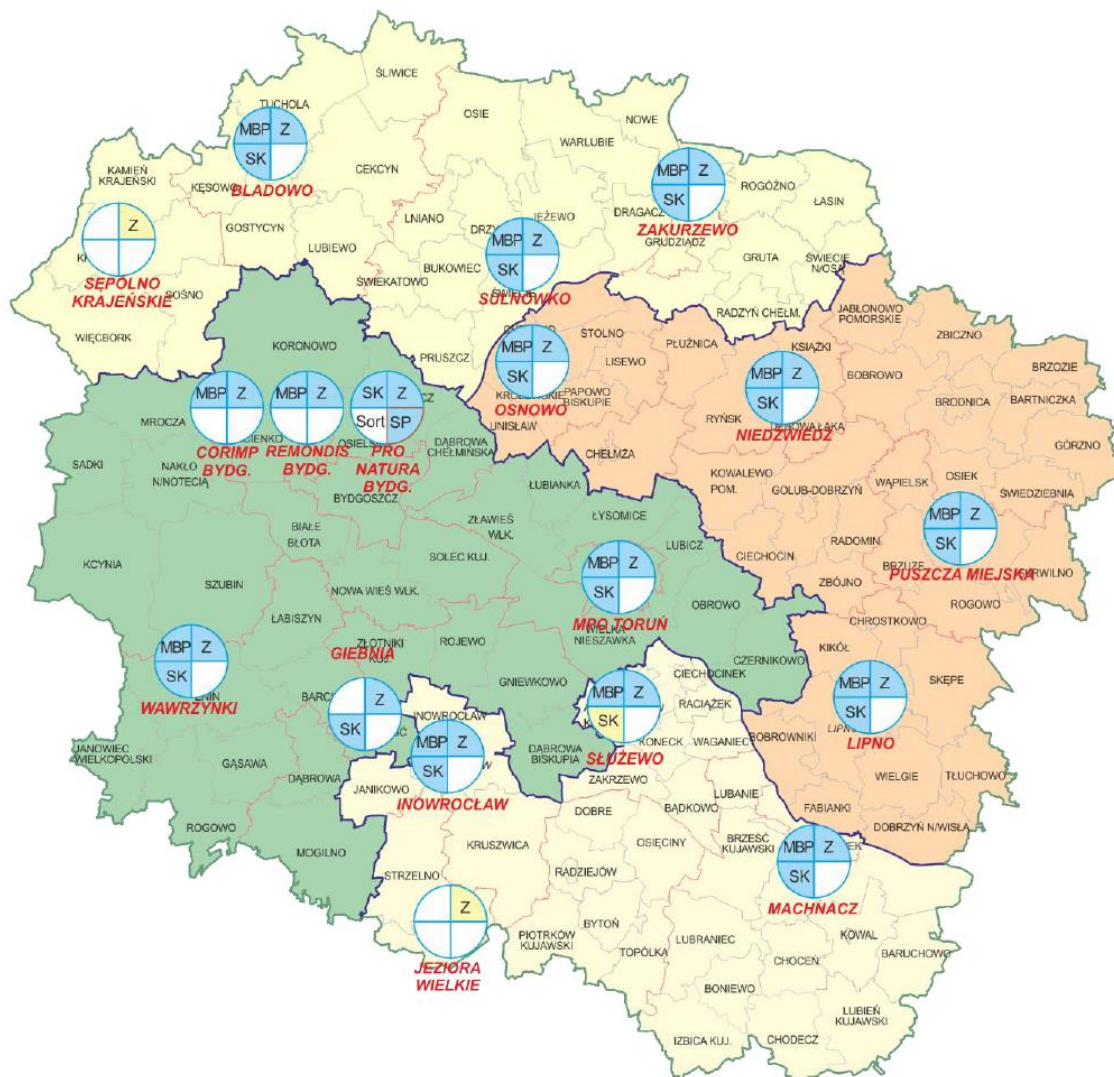 ŚLIWICE
TUCHOLA
OSIE
NOWE
MBP Z
SK
WARLUBIE
KAMIEŃ
KRAJEŃSKI
CEKCYN
MBP Z
SK
ROGÓŹNO
KĘSOWO
BLADOWO
ŁASIN
Z
GOSTYCYN
LNIANO
JEŻEWO
DRAGACZ
ZAKURZEWO
GRUDZIĄDZ
LUBIEWO
BUKOWIEC
MBP Z
SK
GRUTA
ŚWIECIE
N/OSĄ
SĘPÓLNO
KRAJEŃSKIE
SOŚNO
ŚWIEKATOWO
SULNÓWKO
RADZYŃ CHEŁM.
JABŁONOWO
POMORSKIE
WIĘCBORK
KORONOWO
PRUSZCZ
STOLNO
PŁUŻNICA
KSIĄŻKI
ZBICZNO
MBP Z
SK
LISEWO
BOBROWO
BRZOZIE
MBP Z
MBP Z
SK Z
Sort SP
PAPOWO
BISKUPIE
MBP Z
SK
BRODNICA
BARTNICZKA
MROCZA
OSNOWO
RYŃSK
NIEDŹWIEDŹ
GÓRZNO
UNISŁAW
CORIMP
BYDG.
REMONDIS
BYDG.
PRO
NATURA
BYDG.
DĄBROWA
CHEŁMIŃSKA
CHEŁMŻA
SADKI
NAKŁO
N/NOTECIĄ
KOWALEWO
POM.
WĄPIELSK
OSIEK
BYDGOSZCZ
ŁUBIANKA
GOLUB-DOBRZYŃ
ŚWIEDZIEBNIA
BIAŁE
BŁOTA
ZŁAWIEŚ
WLK.
ŁYSOMICE
MBP Z
SK
RADOMIN
KCYNIA
SOLEC KUJ.
LUBICZ
CIECHOCIN
BRZUZE
PUSZCZA MIEJSKA
SZUBIN
NOWA WIEŚ WLK.
MBP Z
SK
ZBÓJNO
OBROWO
ROGOWO
ŁABISZYN
MPO TORUŃ
CHROSTKOWO
GIEBNIA
ZŁOTNIKI
KUJ.
ROJEWO
WIELKA
NIESZAWKA
KIKÓŁ
MBP Z
SK
CZERNIKOWO
CIECHOCINEK
SKĘPE
WAWRZYNKI
GNIEWKOWO
MBP Z
SK
RACIĄŻEK
MBP Z
SK
Z
SK
INOWROCŁAW
KONECK
WAGANIEC
BOBROWNIKI
LIPNO
JANOWIEC
WIELKOPOLSKI
GĄSAWA
DĄBROWA
MBP Z
SK
DĄBROWA
BISKUPIA
SŁUŻEWO
ZAKRZEWO
WIELGIE
TŁUCHOWO
JANIKOWO
INOWROCŁAW
LUBANIE
BĄDKOWO
FABIANKI
DOBRE
DOBRZYŃ N/WISŁĄ
ROGOWO
KRUSZWICA
OSIĘCINY
BRZEŚĆ
KUJAWSKI
MBP Z
SK
MOGILNO
STRZELNO
RADZIEJÓW
MACHNACZ
Z
BYTOŃ
PIOTRKÓW
KUJAWSKI
LUBRANIEC
KOWAL
TOPÓLKA
CHOCEŃ
BARUCHOWO
JEZIORA
WIELKIE
BONIEWO
LUBIEŃ
KUJAWSKI
IZBICA KUJ.
CHODECZ